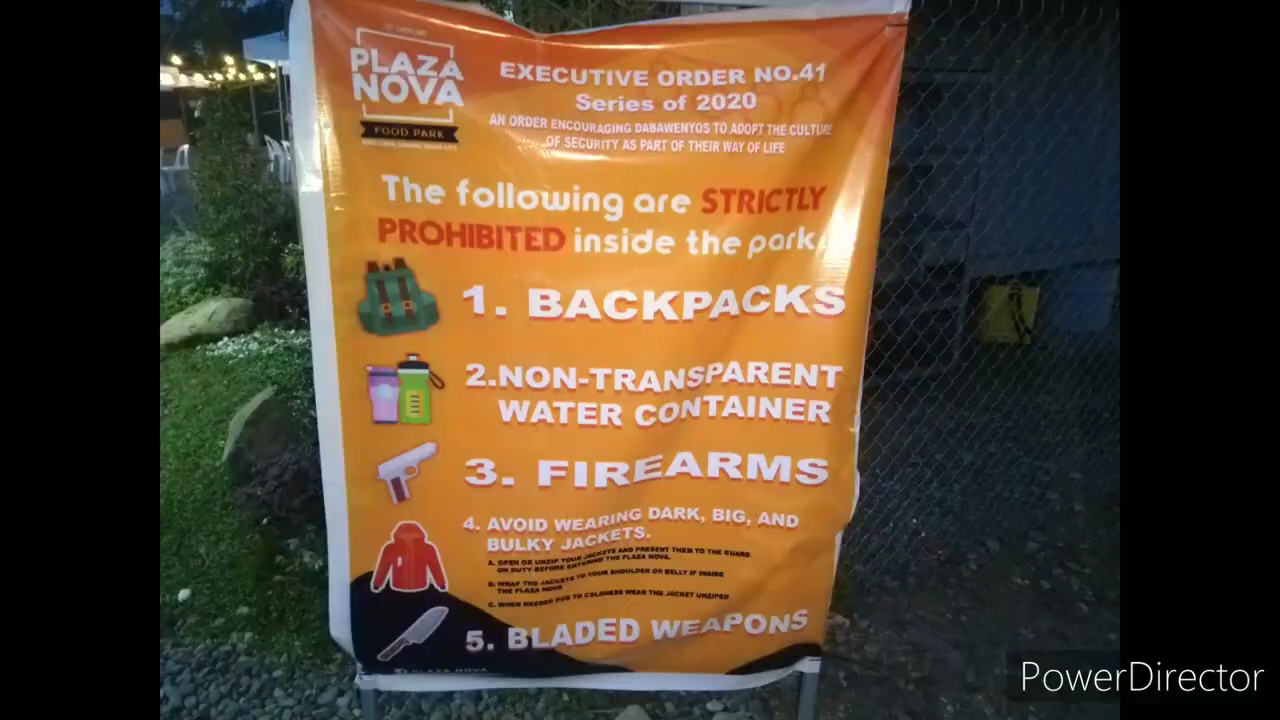 PLAZA
NOVA
FOOD PARK
EXECUTIVE ORDER NO.41
Series of 2020
AN ORDER ENCOURAGING DABAWENYOS TO ADOPT THE CULTURE
OF SECURITY AS PART OF THEIR WAY OF LIFE
The following are STRICTLY
PROHIBITED inside the park
1. BACKPACKS
2.NON-TRANSPARENT
WATER CONTAINER
3. FIREARMS
4. AVOID WEARING DARK, BIG, AND
BULKY JACKETS.
A. OPEN OR UNZIP YOUR JACKETS AND PRESENT THEM TO THE GUARD
ON DUTY BEFORE ENTERING THE PLAZA NOVA.
B. WRAP THE JACKETS TO YOUR SHOULDER OR BELLY IF INSIDE
THE PLAZA NOVA
C. WHEN NEEDED DUE TO COLDNESS WEAR THE JACKET UNZIPED
5. BLADED WEAPONS
PLAZA NOVA
PowerDirector